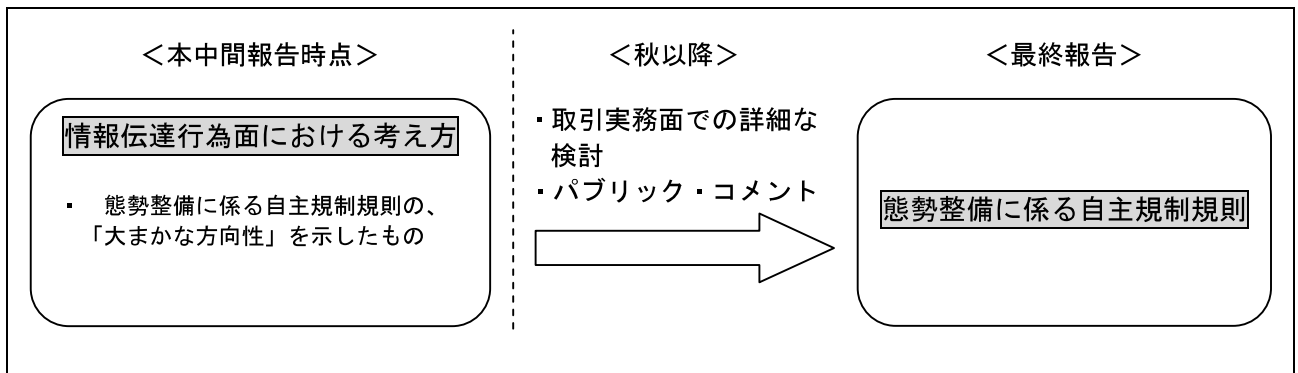 ＜本中間報告時点＞
情報伝達行為面における考え方
▪ 態勢整備に係る自主規制規則の、
「大まかな方向性」を示したもの
＜秋以降＞
▪取引実務面での詳細な
検討
▪パブリック・コメント
＜最終報告＞
態勢整備に係る自主規制規則